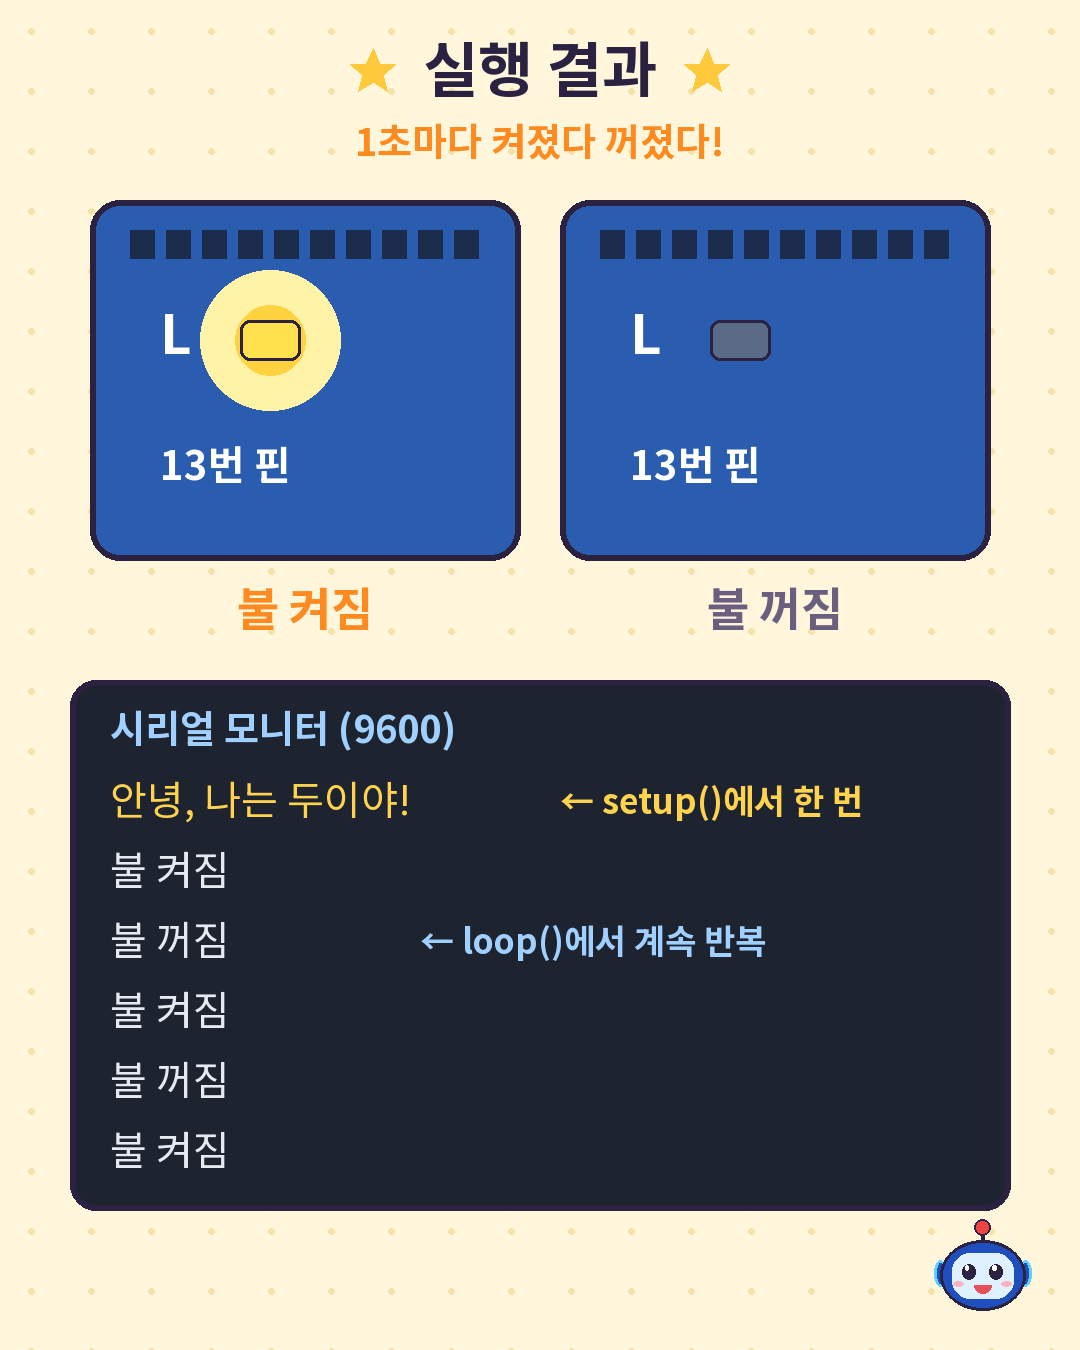 실행 결과
1초마다 켜졌다 꺼졌다!
L
13번 핀
L
13번 핀
불 켜짐
불 꺼짐
시리얼 모니터 (9600)
안녕, 나는 두이야! ← setup()에서 한 번
불 켜짐
불 꺼짐 ← loop()에서 계속 반복
불 켜짐
불 꺼짐
불 켜짐